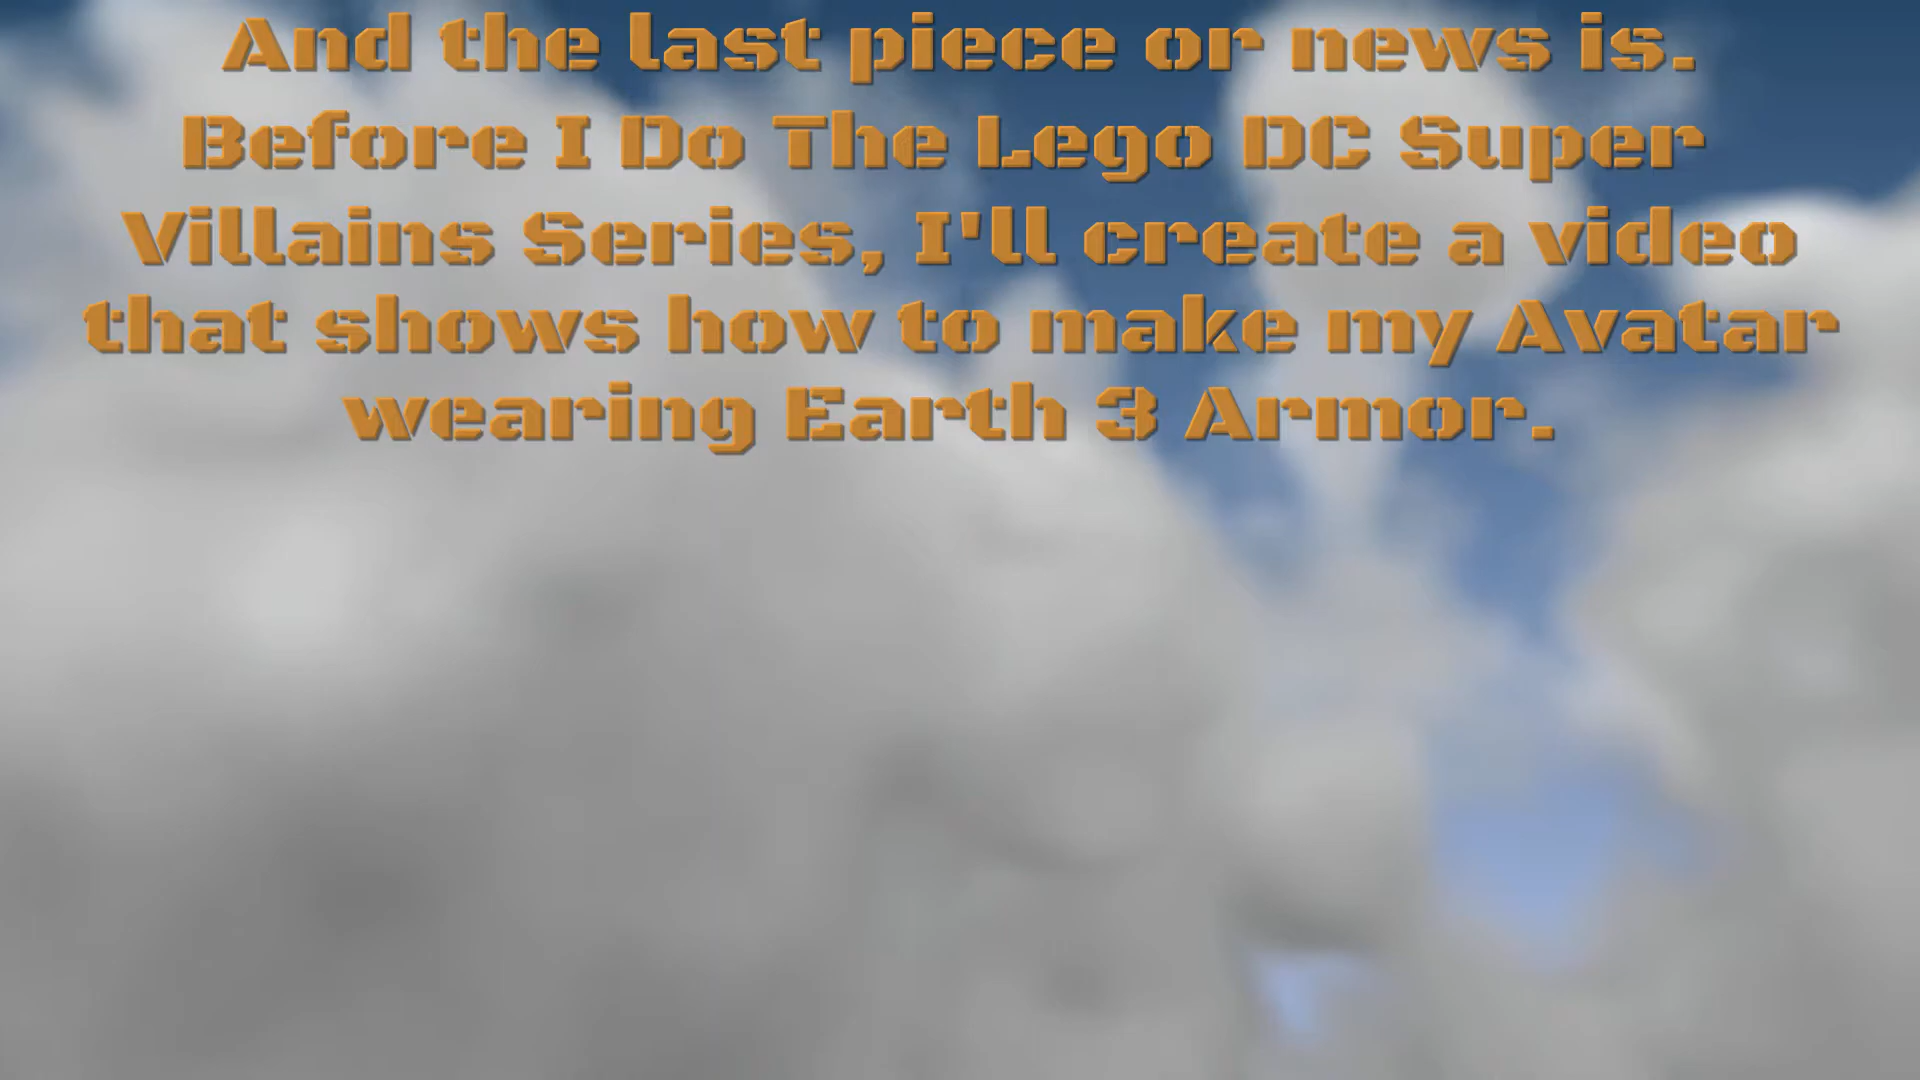 And the last piece or news is.
Before I Do The Lego DC Super
Villains Series, I'll create a video
that shows how to make my Avatar
wearing Earth 3 Armor.